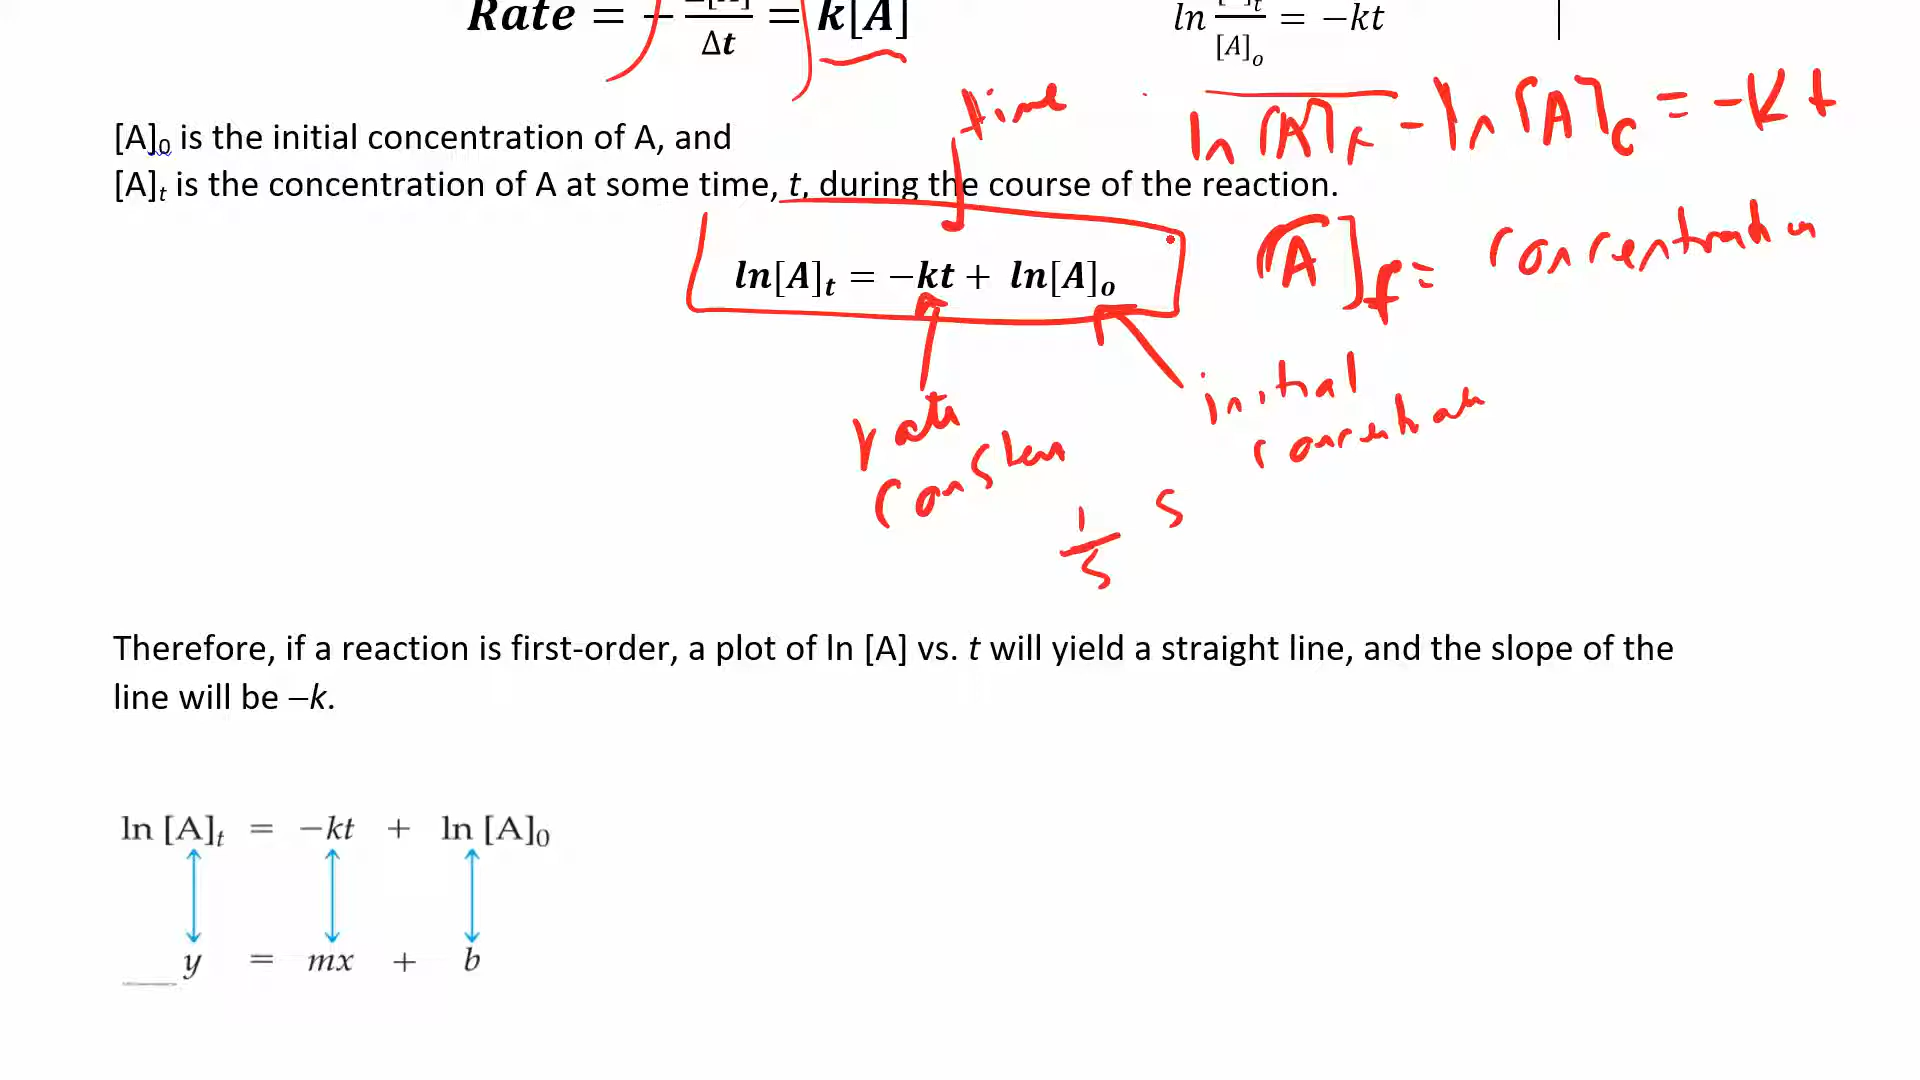 Rate = − Δ[A]/Δt = k[A]
ln [A]t/[A]o = −kt
time
ln [A]t - ln [A]o = -kt
[A]0 is the initial concentration of A, and
[A]t is the concentration of A at some time, t, during the course of the reaction.
ln[A]t = −kt + ln[A]o
[A]t = concentration
rate
initial
1/s s
Therefore, if a reaction is first-order, a plot of ln [A] vs. t will yield a straight line, and the slope of the
line will be –k.
ln [A]t = −kt + ln [A]0
y = mx + b